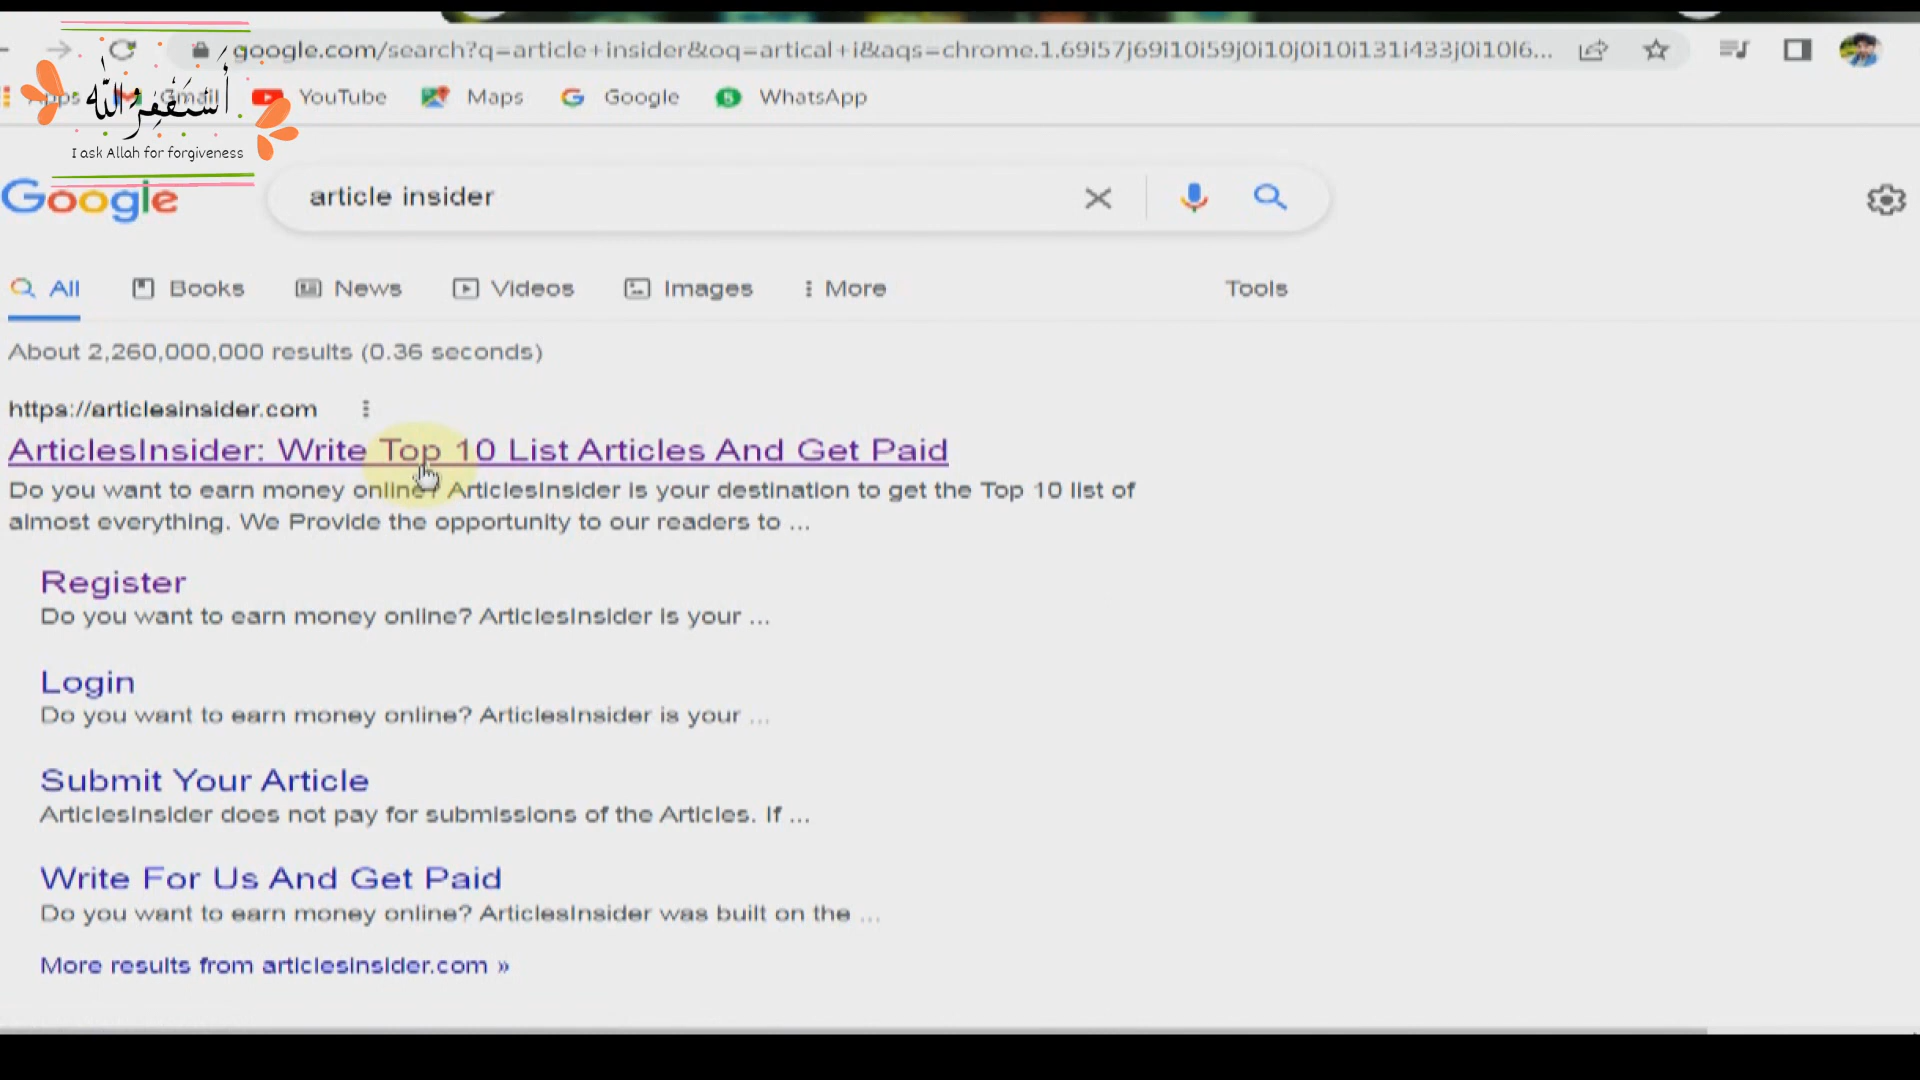 google.com/search?q=article+insider&oq=artical+i&aqs=chrome.1.69i57j69i10i59j0i10j0i10i131i433j0i10l6...
Apps Gmail YouTube Maps Google WhatsApp
أستغفر الله
I ask Allah for forgiveness
Google article insider
All Books News Videos Images More Tools
About 2,260,000,000 results (0.36 seconds)
https://articlesinsider.com
ArticlesInsider: Write Top 10 List Articles And Get Paid
Do you want to earn money online? ArticlesInsider is your destination to get the Top 10 list of
almost everything. We Provide the opportunity to our readers to ...
Register
Do you want to earn money online? ArticlesInsider is your ...
Login
Do you want to earn money online? ArticlesInsider is your ...
Submit Your Article
ArticlesInsider does not pay for submissions of the Articles. If ...
Write For Us And Get Paid
Do you want to earn money online? ArticlesInsider was built on the ...
More results from articlesinsider.com »